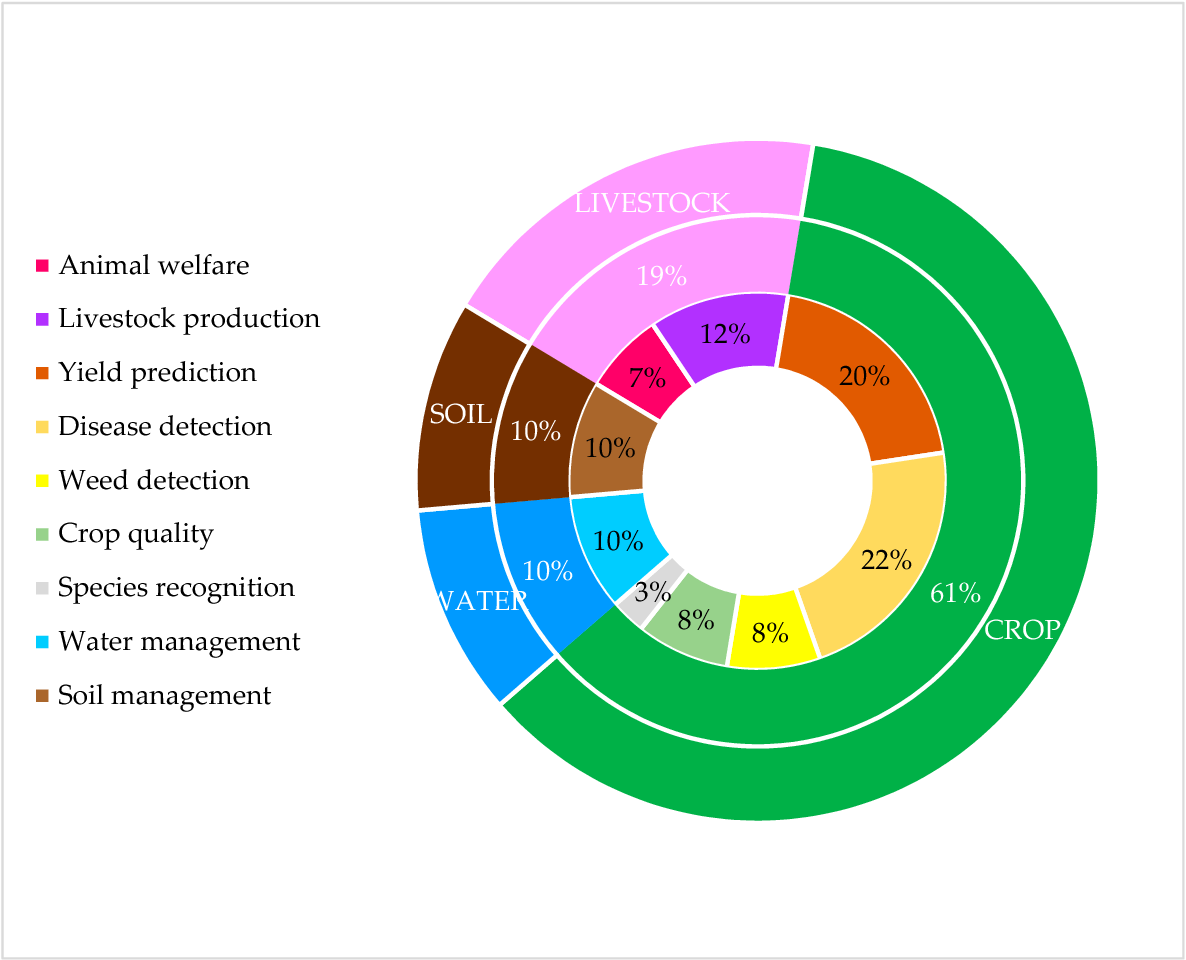 Animal welfare
Livestock production
Yield prediction
Disease detection
Weed detection
Crop quality
Species recognition
Water management
Soil management
LIVESTOCK
19%
12%
7%
20%
SOIL
10%
10%
10%
10%
WATER
3%
8%
8%
22%
61%
CROP